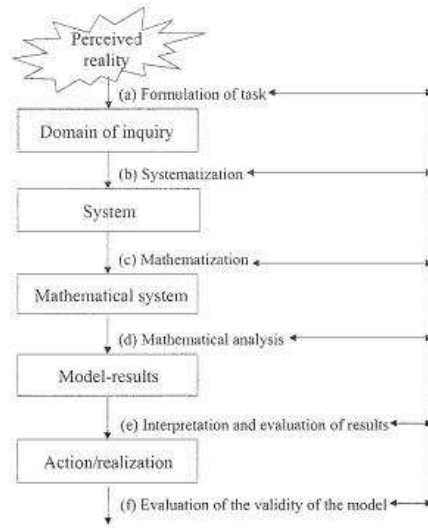 Perceived
reality
(a) Formulation of task
Domain of inquiry
(b) Systematization
System
(c) Mathematization
Mathematical system
(d) Mathematical analysis
Model-results
(e) Interpretation and evaluation of results
Action/realization
(f) Evaluation of the validity of the model